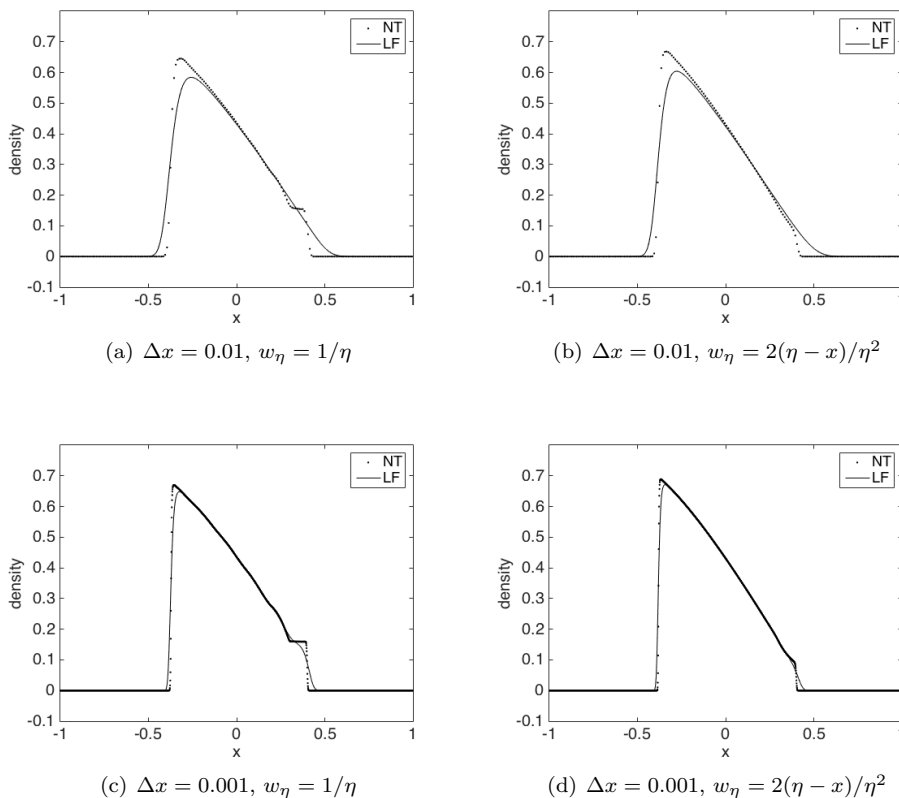 NT
LF
0.7
0.6
0.5
0.4
0.3
0.2
0.1
0
-0.1
density
-1
-0.5
0
0.5
1
x
(a) Δx = 0.01, w_η = 1/η
NT
LF
0.7
0.6
0.5
0.4
0.3
0.2
0.1
0
-0.1
density
-1
-0.5
0
0.5
1
x
(b) Δx = 0.01, w_η = 2(η − x)/η²
NT
LF
0.7
0.6
0.5
0.4
0.3
0.2
0.1
0
-0.1
density
-1
-0.5
0
0.5
1
x
(c) Δx = 0.001, w_η = 1/η
NT
LF
0.7
0.6
0.5
0.4
0.3
0.2
0.1
0
-0.1
density
-1
-0.5
0
0.5
1
x
(d) Δx = 0.001, w_η = 2(η − x)/η²